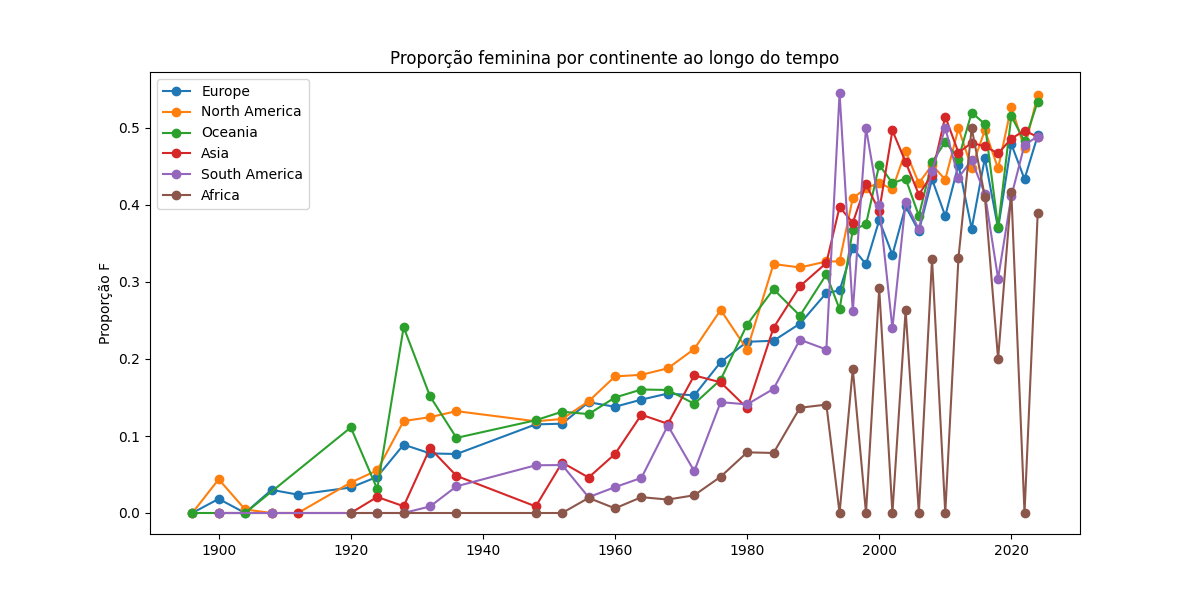 Proporção feminina por continente ao longo do tempo
Europe
North America
Oceania
Asia
South America
Africa
Proporção F
0.5
0.4
0.3
0.2
0.1
0.0
1900
1920
1940
1960
1980
2000
2020